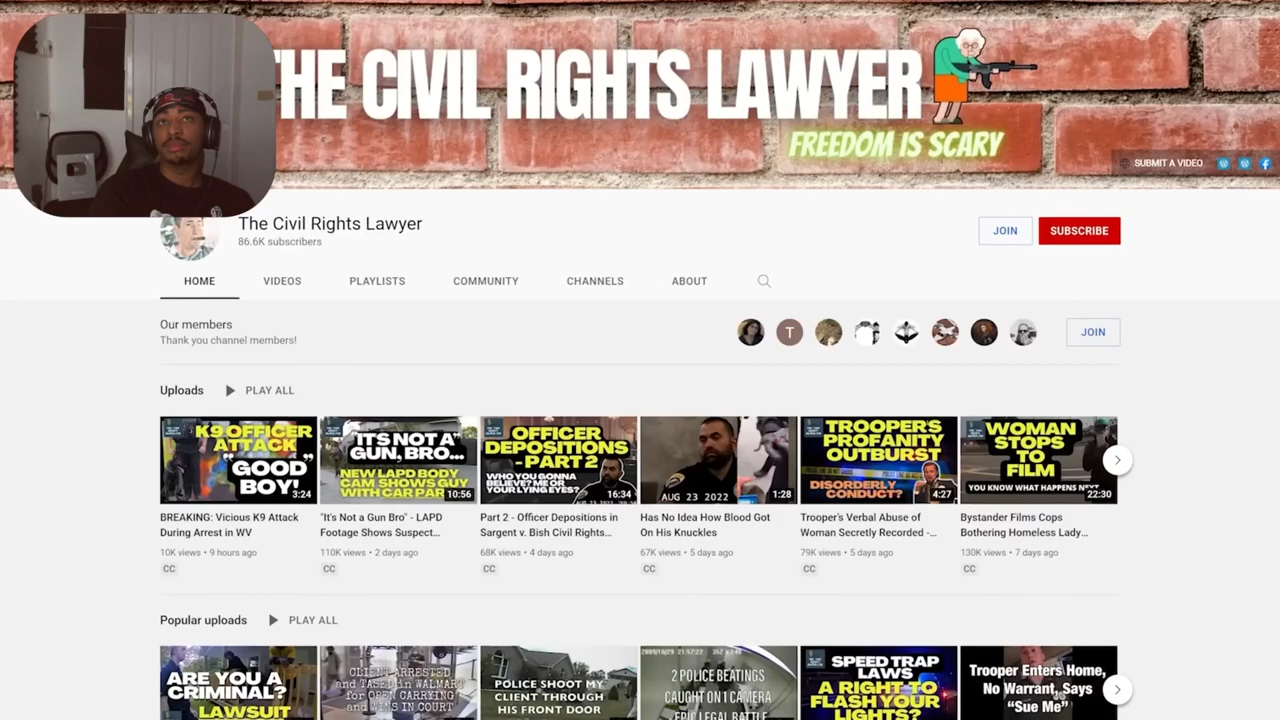 THE CIVIL RIGHTS LAWYER
FREEDOM IS SCARY
SUBMIT A VIDEO
The Civil Rights Lawyer
86.6K subscribers
JOIN
SUBSCRIBE
HOME
VIDEOS
PLAYLISTS
COMMUNITY
CHANNELS
ABOUT
Our members
Thank you channel members!
T
JOIN
Uploads
PLAY ALL
K9 OFFICER
ATTACK
"GOOD"
BOY!
3:24
"ITS NOT A
GUN, BRO...
NEW LAPD BODY
CAM SHOWS GUY
WITH CAR PAR
10:56
OFFICER
DEPOSITIONS
-PART 2
WHO YOU GONNA
BELIEVE? ME OR
YOUR LYING EYES?
16:34
AUG 23 2022
1:28
TROOPERS
PROFANITY
OUTBURST
DISORDERLY
CONDUCT?
4:27
WOMAN
STOPS
TO
FILM
YOU KNOW WHAT HAPPENS NEXT
22:30
BREAKING: Vicious K9 Attack
During Arrest in WV
10K views • 9 hours ago
CC
"It's Not a Gun Bro" - LAPD
Footage Shows Suspect...
110K views • 2 days ago
CC
Part 2 - Officer Depositions in
Sargent v. Bish Civil Rights...
68K views • 4 days ago
CC
Has No Idea How Blood Got
On His Knuckles
67K views • 5 days ago
CC
Trooper's Verbal Abuse of
Woman Secretly Recorded -...
79K views • 5 days ago
CC
Bystander Films Cops
Bothering Homeless Lady...
130K views • 7 days ago
CC
Popular uploads
PLAY ALL
ARE YOU A
CRIMINAL?
LAWSUIT
CLIENT ARRESTED
and TASED in WALMART
for OPEN CARRYING
and WINS IN COURT
POLICE SHOOT MY
CLIENT THROUGH
HIS FRONT DOOR
2 POLICE BEATINGS
CAUGHT ON 1 CAMERA
EPIC LEGAL BATTLE
SPEED TRAP
LAWS
A RIGHT TO
FLASH YOUR
LIGHTS?
Trooper Enters Home,
No Warrant, Says
"Sue Me"